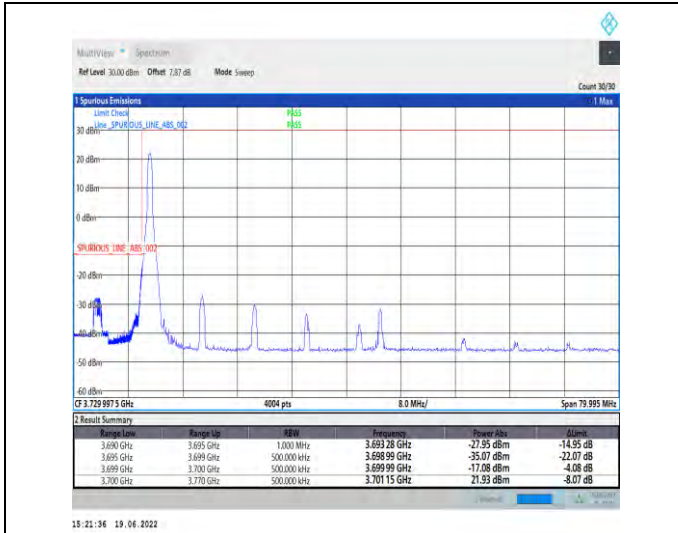 MultiView Spectrum
Ref Level 30.00 dBm Offset 7.87 dB Mode Sweep
Count 30/30
1 Spurious Emissions 1 Max
Limit Check PASS
Line _SPURIOUS_LINE_ABS_002 PASS
30 dBm
20 dBm
10 dBm
0 dBm
_SPURIOUS_LINE_ABS_002
-20 dBm
-30 dBm
-40 dBm
-50 dBm
-60 dBm
CF 3.729 997 5 GHz 4004 pts 8.0 MHz/ Span 79.995 MHz
2 Result Summary
Range Low Range Up RBW Frequency Power Abs ΔLimit
3.690 GHz 3.695 GHz 1.000 MHz 3.693 28 GHz -27.95 dBm -14.95 dB
3.695 GHz 3.699 GHz 500.000 kHz 3.698 99 GHz -35.07 dBm -22.07 dB
3.699 GHz 3.700 GHz 500.000 kHz 3.699 99 GHz -17.08 dBm -4.08 dB
3.700 GHz 3.770 GHz 500.000 kHz 3.701 15 GHz 21.93 dBm -8.07 dB
15:21:36 19.06.2022